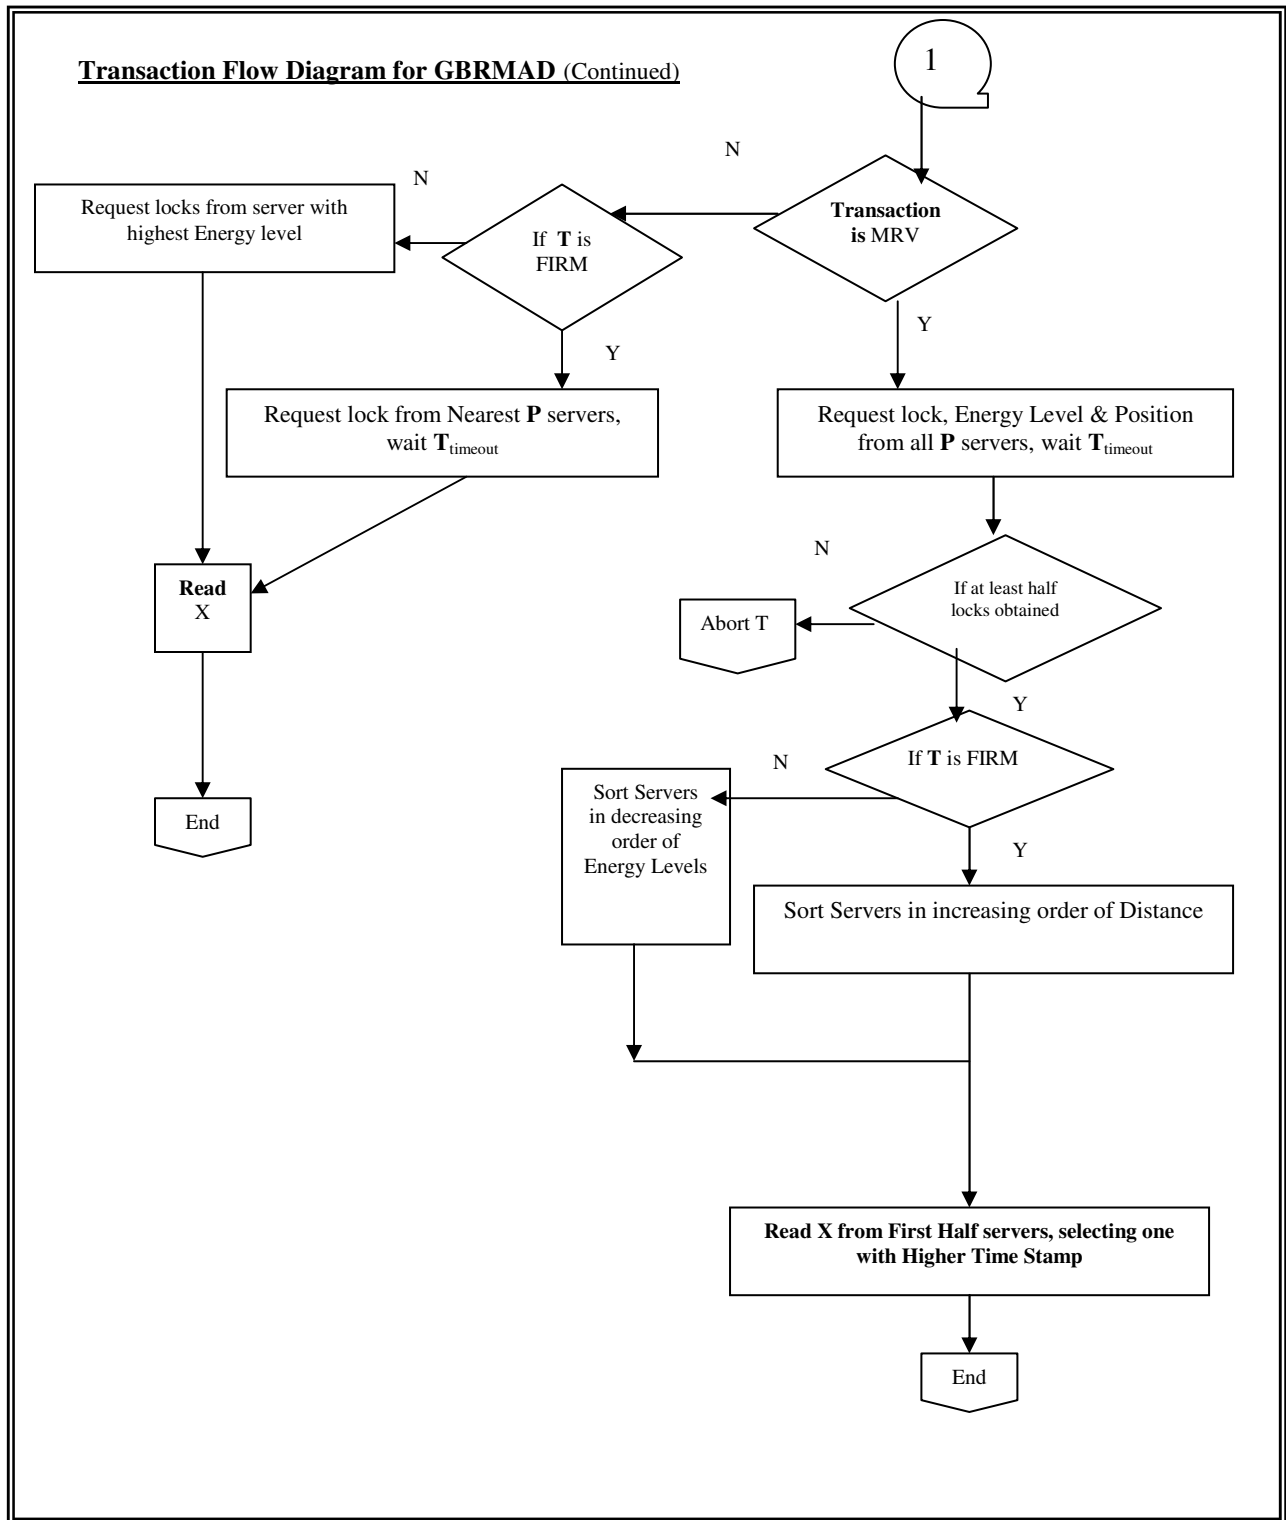 Transaction Flow Diagram for GBRMAD (Continued)
1
N
N
Transaction
is MRV
Request locks from server with
highest Energy level
If T is
FIRM
Y
Y
Request lock from Nearest P servers,
wait Ttimeout
Request lock, Energy Level & Position
from all P servers, wait Ttimeout
N
If at least half
locks obtained
Read
X
Abort T
Y
If T is FIRM
N
Sort Servers
in decreasing
order of
Energy Levels
End
Y
Sort Servers in increasing order of Distance
Read X from First Half servers, selecting one
with Higher Time Stamp
End